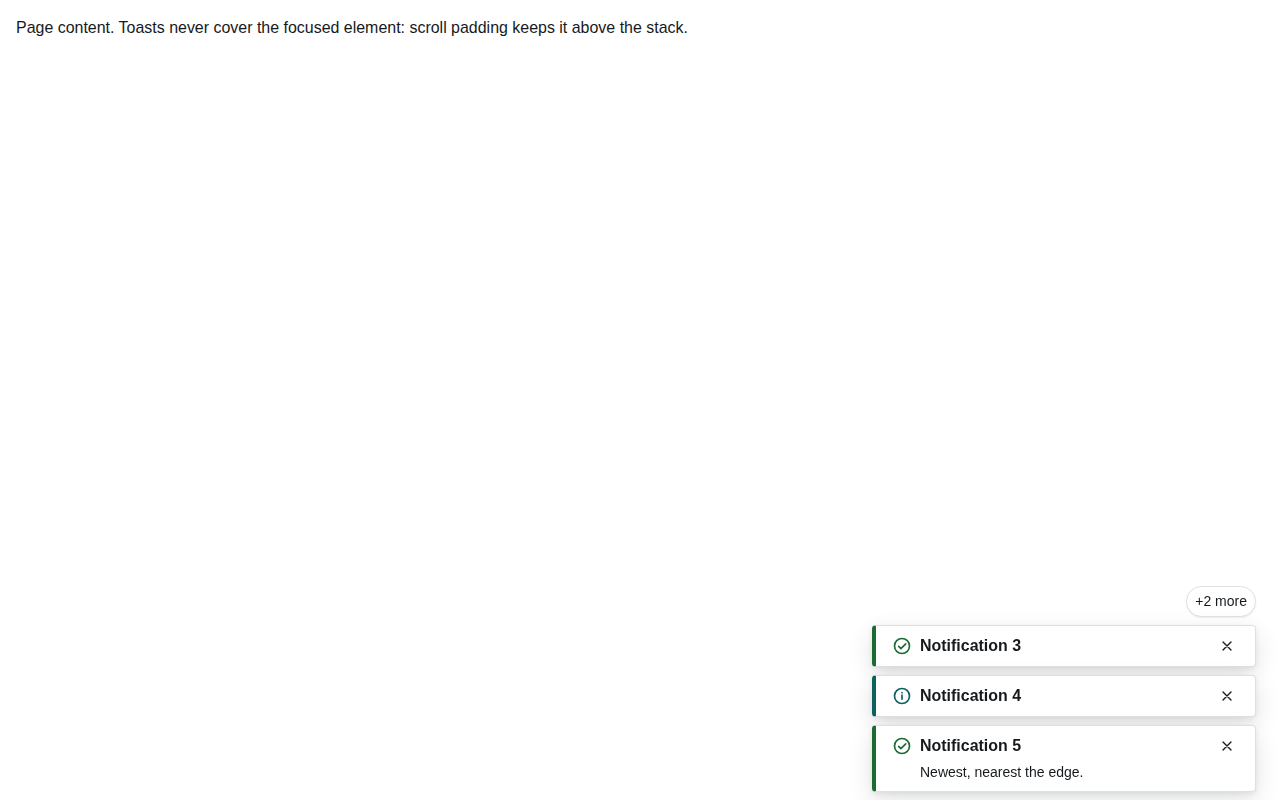 Page content. Toasts never cover the focused element: scroll padding keeps it above the stack.
+2 more
Notification 3
Notification 4
Notification 5
Newest, nearest the edge.